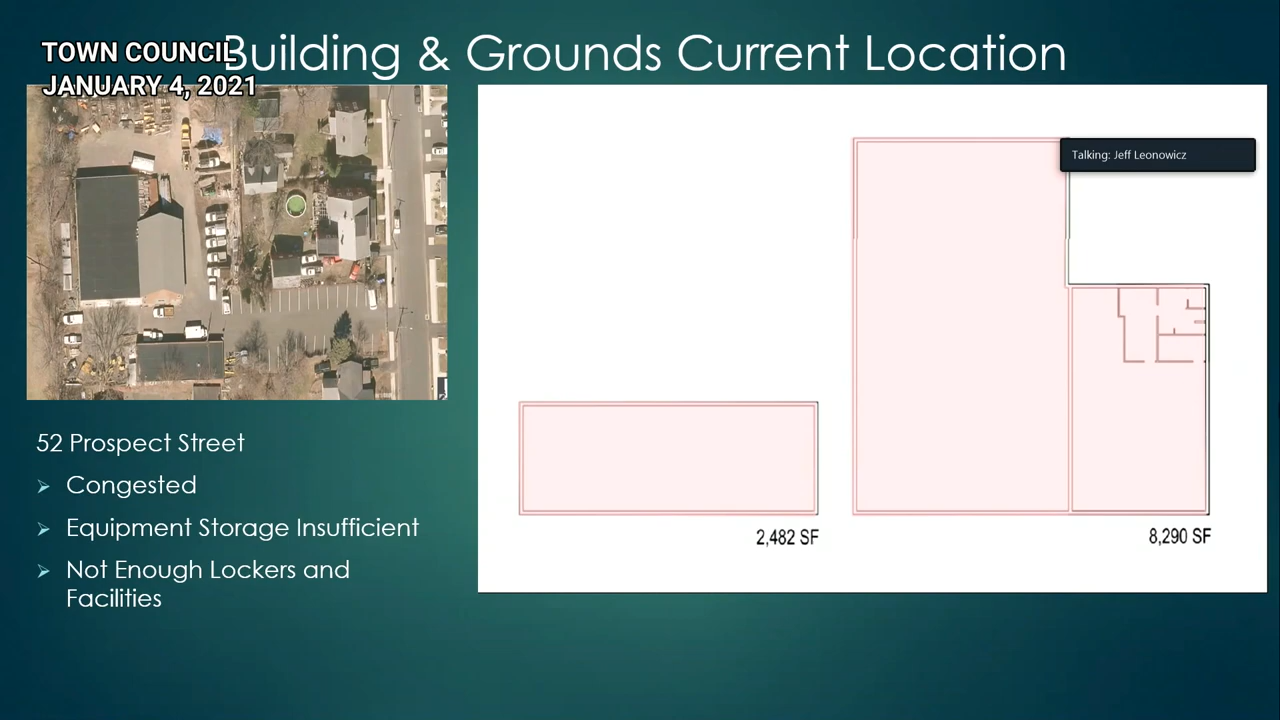 TOWN COUNCIL
JANUARY 4, 2021
Building & Grounds Current Location
Talking: Jeff Leonowicz
52 Prospect Street
Congested
Equipment Storage Insufficient
Not Enough Lockers and
Facilities
2,482 SF
8,290 SF